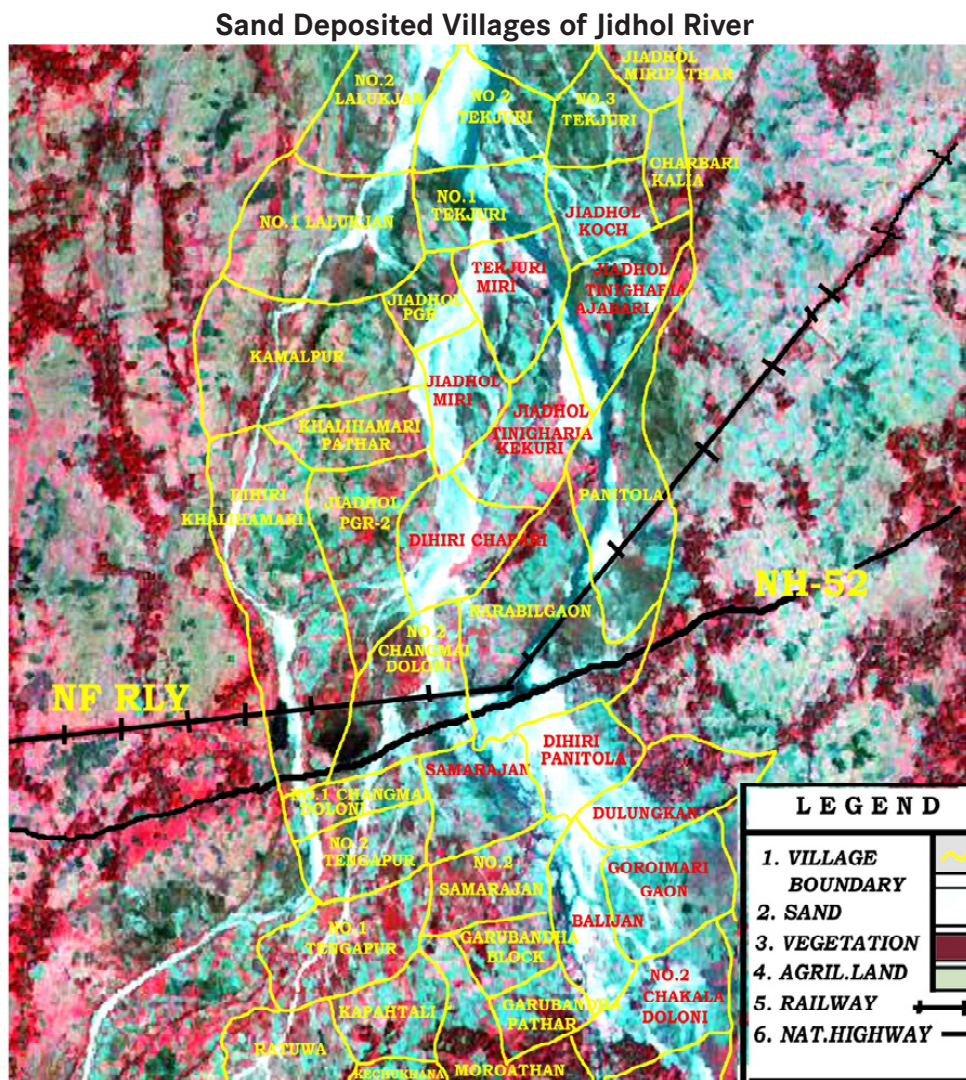 Sand Deposited Villages of Jidhol River
JIADHOL
MIRIPATHAR
NO.2
LALUKJAN
NO.2
TEKJURI
NO.3
TEKJURI
CHARBARI
KALIA
NO.1
TEKJURI
NO.1 LALUKJAN
JIADHOL
KOCH
TEKJURI
MIRI
JIADHOL
TINIGHARIA
AJABARI
JIADHOL
PGR
KAMALPUR
JIADHOL
MIRI
JIADHOL
TINIGHARIA
KEKURI
KHALIHAMARI
PATHAR
DIHIRI
KHALIHAMARI
JIADHOL
PGR-2
PANITOLA
DIHIRI CHAPARI
NH-52
NARABILGAON
NO.2
CHANGMAI
DOLONI
NF RLY
DIHIRI
PANITOLA
SAMARAJAN
NO.1 CHANGMAI
DOLONI
DULUNGKAN
NO.2
TENGAPUR
NO.2
SAMARAJAN
GOROIMARI
GAON
BALIJAN
NO.1
TENGAPUR
GARUBANDHA
BLOCK
NO.2
CHAKALA
DOLONI
KAPAHTALI
GARUBANDHA
PATHAR
RATUWA
KECHUKHANA
MOROATHAN
LEGEND
1. VILLAGE
BOUNDARY
2. SAND
3. VEGETATION
4. AGRIL.LAND
5. RAILWAY
6. NAT.HIGHWAY